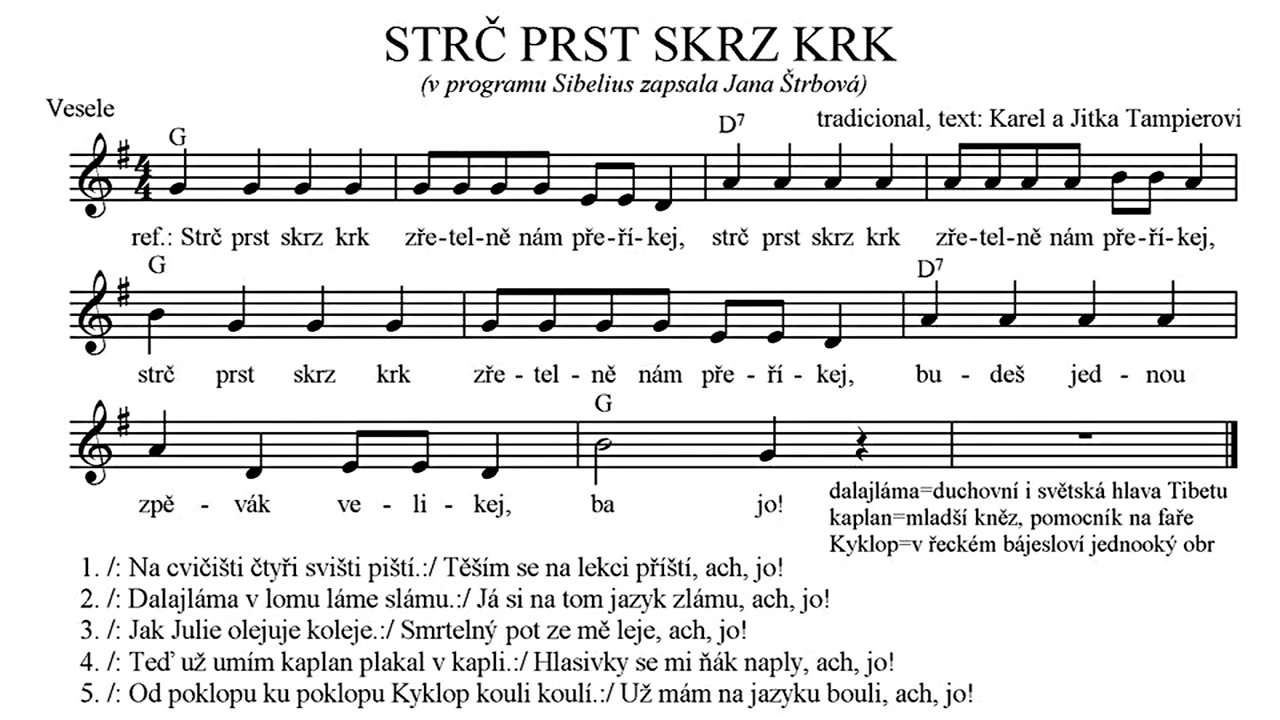 STRČ PRST SKRZ KRK
(v programu Sibelius zapsala Jana Štrbová)
Vesele
tradicional, text: Karel a Jitka Tampierovi
G D7
4/4
ref.: Strč prst skrz krk zře-tel-ně nám pře-ří-kej, strč prst skrz krk zře-tel-ně nám pře-ří-kej,
G D7
strč prst skrz krk zře - tel - ně nám pře - ří - kej, bu - deš jed - nou
G
zpě - vák ve - li - kej, ba jo!
dalajláma=duchovní i světská hlava Tibetu
kaplan=mladší kněz, pomocník na faře
Kyklop=v řeckém bájesloví jednooký obr
1. /: Na cvičišti čtyři svišti piští.:/ Těším se na lekci příští, ach, jo!
2. /: Dalajláma v lomu láme slámu.:/ Já si na tom jazyk zlámu, ach, jo!
3. /: Jak Julie olejuje koleje.:/ Smrtelný pot ze mě leje, ach, jo!
4. /: Teď už umím kaplan plakal v kapli.:/ Hlasivky se mi ňák naply, ach, jo!
5. /: Od poklopu ku poklopu Kyklop kouli koulí.:/ Už mám na jazyku bouli, ach, jo!